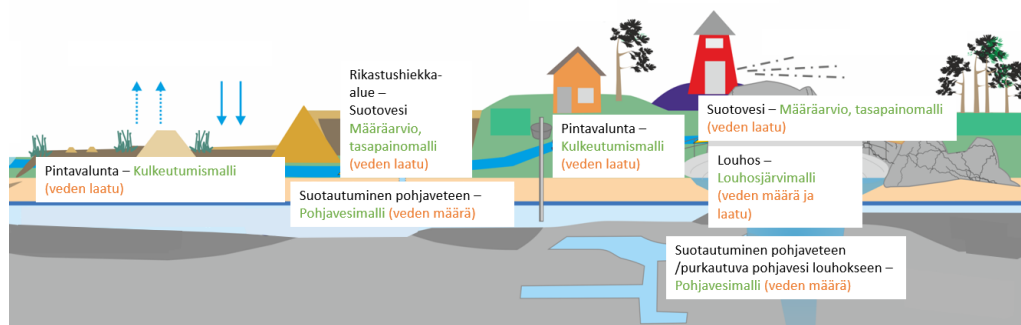 Pintavalunta – Kulkeutumismalli
(veden laatu)
Rikastushiekka-
alue –
Suotovesi
Määräarvio,
tasapainomalli
(veden laatu)
Suotautuminen pohjaveteen –
Pohjavesimalli (veden määrä)
Pintavalunta –
Kulkeutumismalli
(veden laatu)
Suotovesi – Määräarvio, tasapainomalli
(veden laatu)
Louhos –
Louhosjärvimalli
(veden määrä ja
laatu)
Suotautuminen pohjaveteen
/purkautuva pohjavesi louhokseen –
Pohjavesimalli (veden määrä)